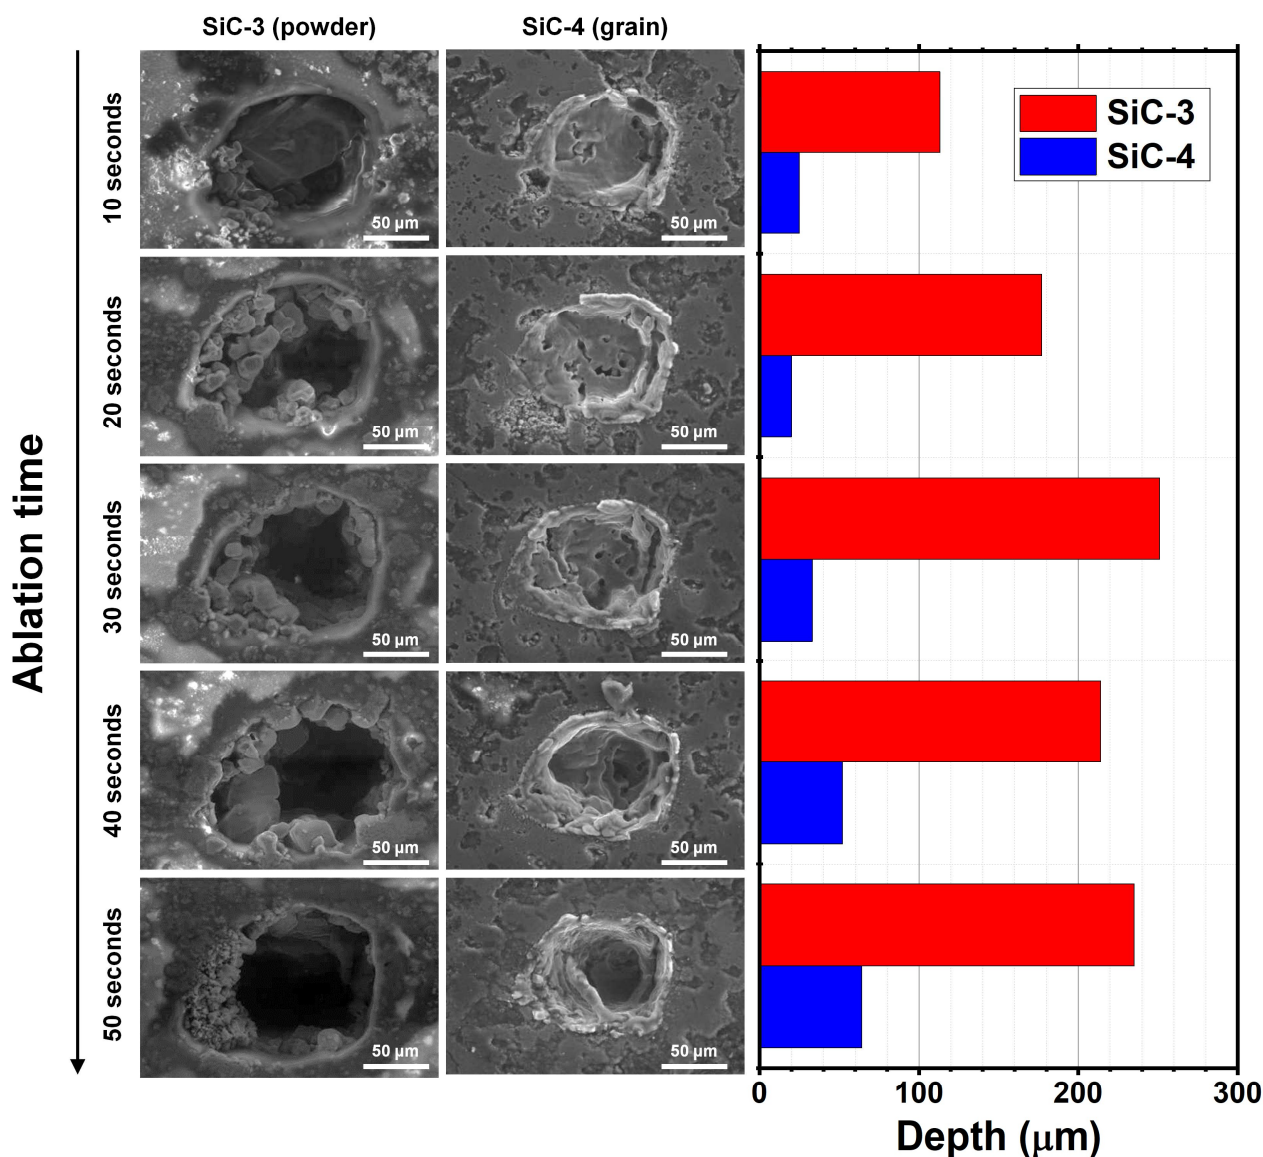 SiC-3 (powder)
SiC-4 (grain)
Ablation time
10 seconds
50 µm
50 µm
20 seconds
50 µm
50 µm
30 seconds
50 µm
50 µm
40 seconds
50 µm
50 µm
50 seconds
50 µm
50 µm
SiC-3
SiC-4
0
100
200
300
Depth (µm)